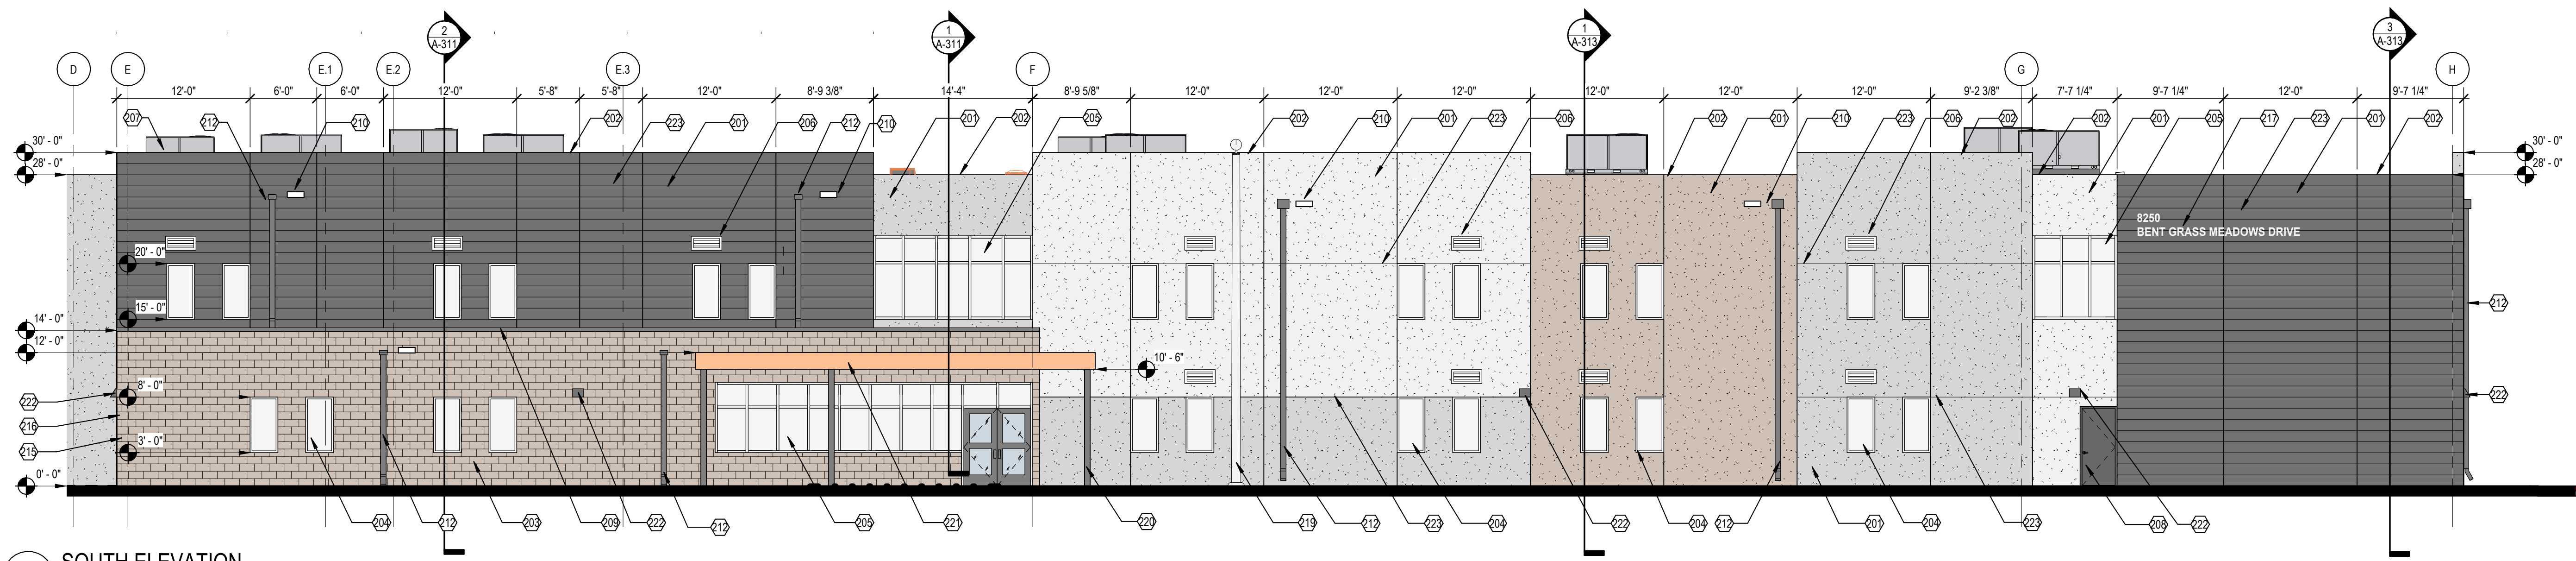 2
A-311
1
A-311
1
A-313
3
A-313
D
E
E.1
E.2
E.3
F
G
H
12'-0" 6'-0" 6'-0" 12'-0" 5'-8" 5'-8" 12'-0" 8'-9 3/8" 14'-4" 8'-9 5/8" 12'-0" 12'-0" 12'-0" 12'-0" 12'-0" 12'-0" 9'-2 3/8" 7'-7 1/4" 9'-7 1/4" 12'-0" 9'-7 1/4"
207 212 210 202 223 201 206 212 210 201 202 205 202 210 201 223 206 202 201 210 223 206 202 202 201 205 217 223 201 202
30' - 0"
28' - 0"
30' - 0"
28' - 0"
8250
BENT GRASS MEADOWS DRIVE
20' - 0"
15' - 0"
212
14' - 0"
12' - 0"
10' - 6"
8' - 0"
222
222
216
3' - 0"
215
0' - 0"
204 212 203 209 222 212 205 221 220 219 212 223 204 222 204 212 201 204 223 208 222
SOUTH ELEVATION